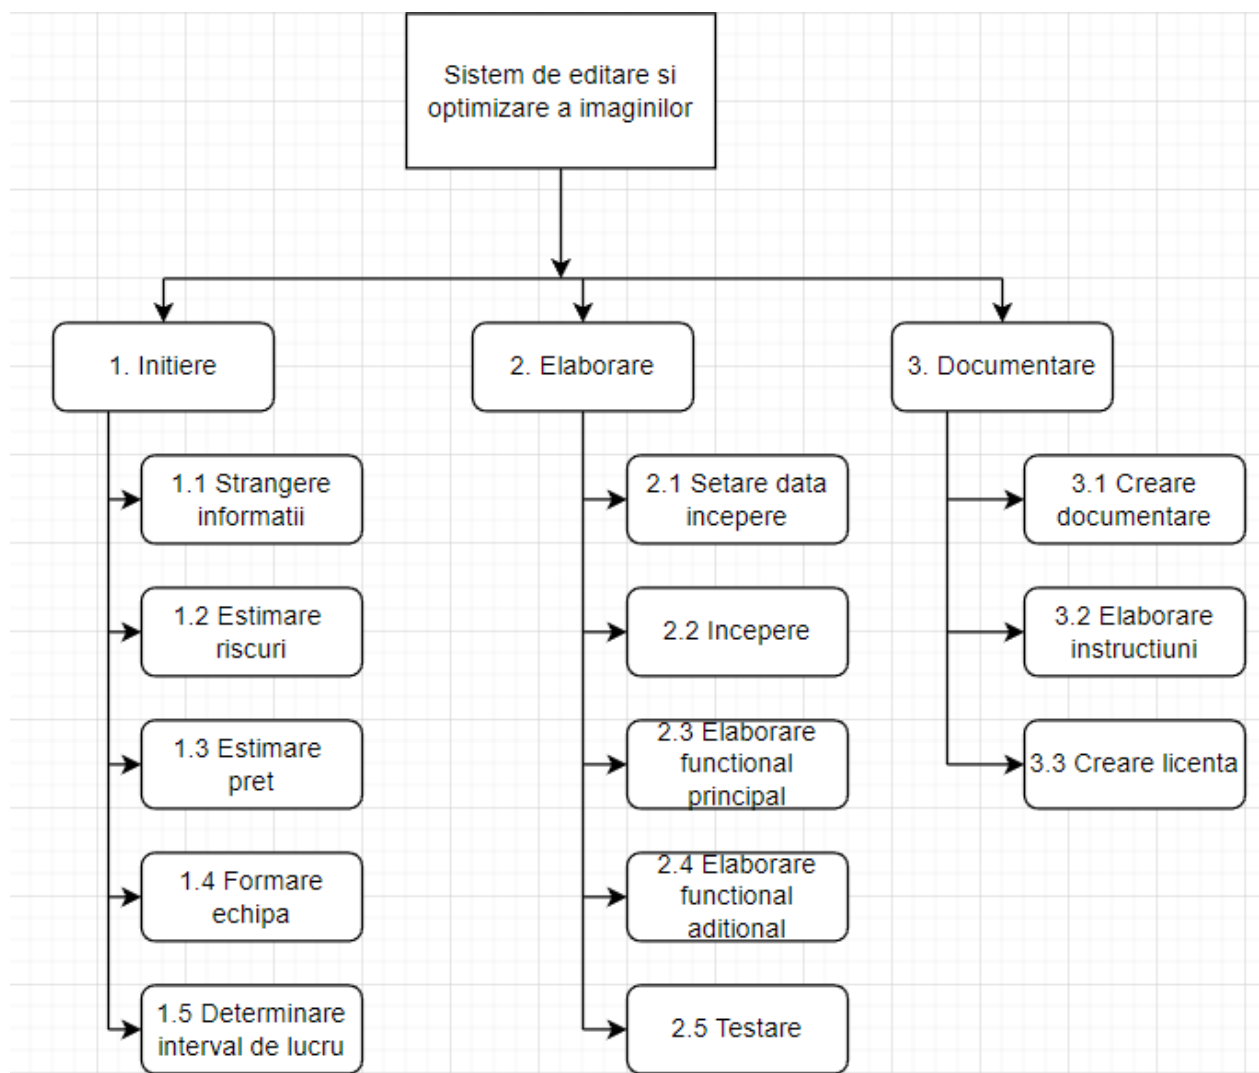 Sistem de editare si
optimizare a imaginilor
1. Initiere
2. Elaborare
3. Documentare
1.1 Strangere
informatii
1.2 Estimare
riscuri
1.3 Estimare
pret
1.4 Formare
echipa
1.5 Determinare
interval de lucru
2.1 Setare data
incepere
2.2 Incepere
2.3 Elaborare
functional
principal
2.4 Elaborare
functional
aditional
2.5 Testare
3.1 Creare
documentare
3.2 Elaborare
instructiuni
3.3 Creare licenta